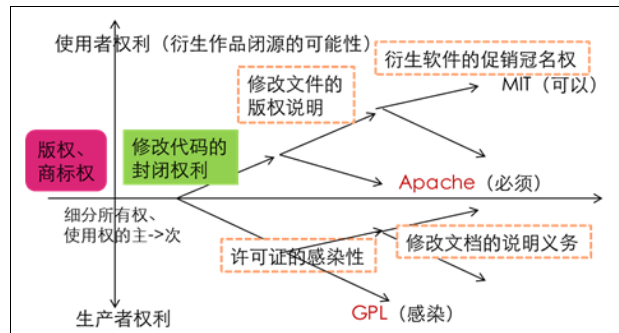 使用者权利（衍生作品闭源的可能性）
衍生软件的促销冠名权
MIT（可以）
修改文件的
版权说明
版权、
商标权
修改代码的
封闭权利
Apache（必须）
细分所有权、
使用权的主->次
许可证的感染性
修改文档的说明义务
GPL（感染）
生产者权利